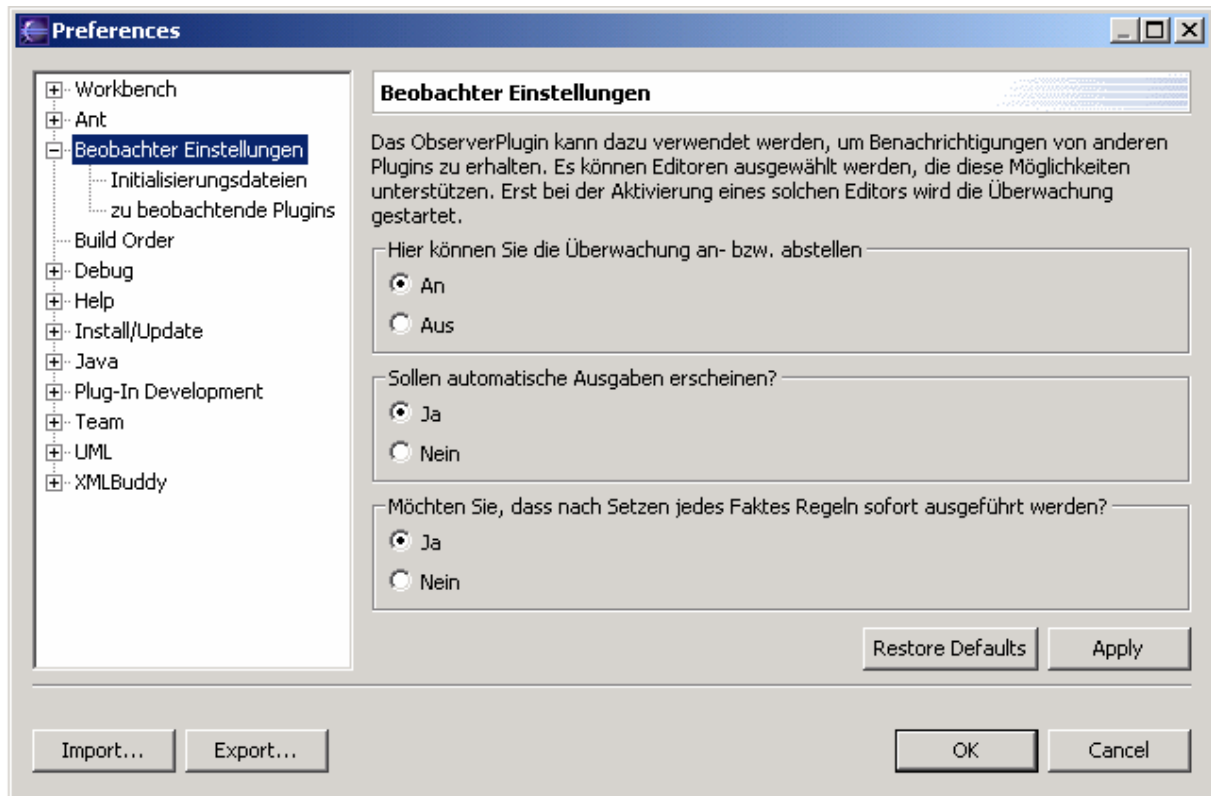 Preferences
Workbench
Ant
Beobachter Einstellungen
Initialisierungsdateien
zu beobachtende Plugins
Build Order
Debug
Help
Install/Update
Java
Plug-In Development
Team
UML
XMLBuddy
Beobachter Einstellungen
Das ObserverPlugin kann dazu verwendet werden, um Benachrichtigungen von anderen
Plugins zu erhalten. Es können Editoren ausgewählt werden, die diese Möglichkeiten
unterstützen. Erst bei der Aktivierung eines solchen Editors wird die Überwachung
gestartet.
Hier können Sie die Überwachung an- bzw. abstellen
An
Aus
Sollen automatische Ausgaben erscheinen?
Ja
Nein
Möchten Sie, dass nach Setzen jedes Faktes Regeln sofort ausgeführt werden?
Ja
Nein
Restore Defaults
Apply
Import...
Export...
OK
Cancel